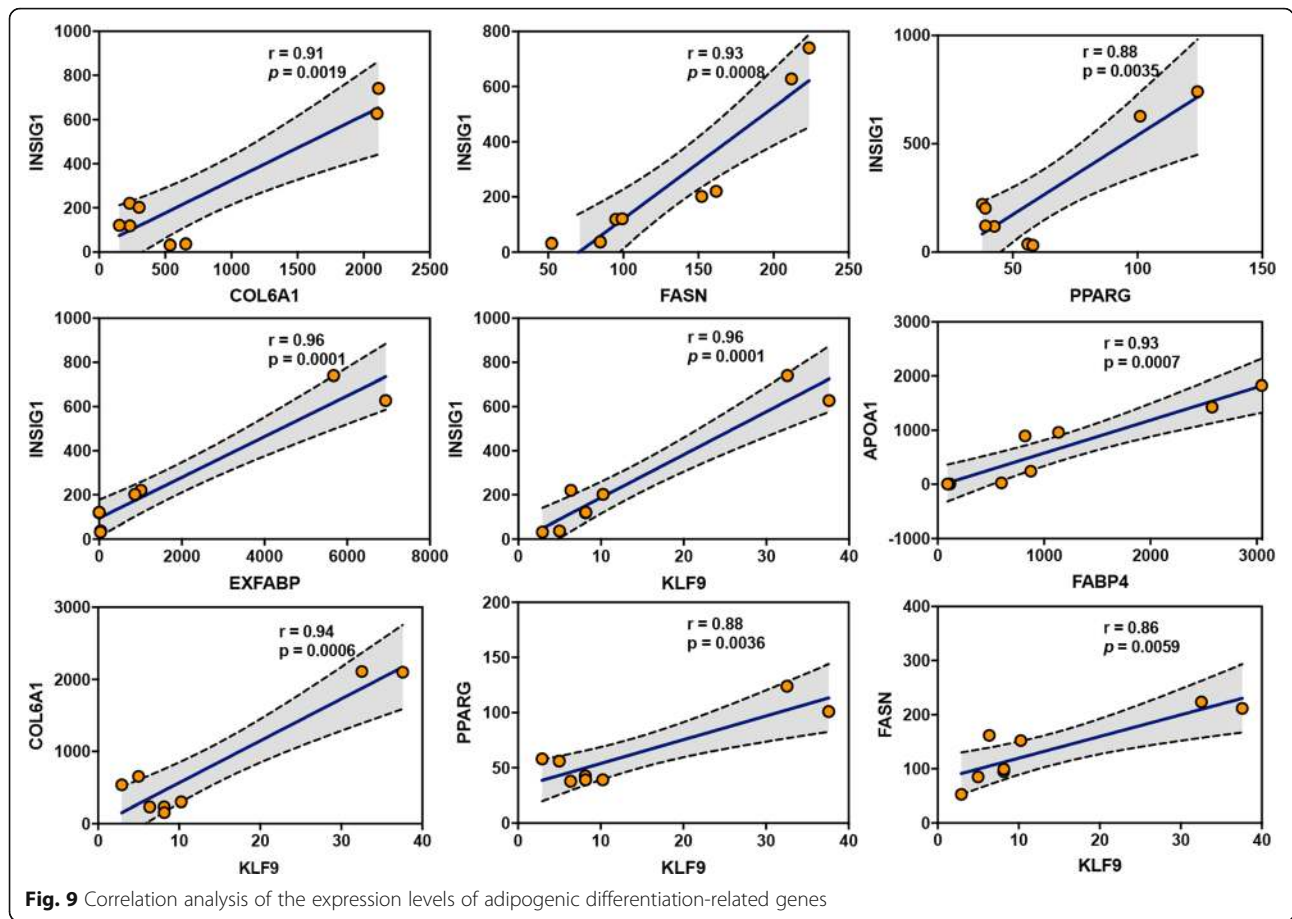 1000
800
600
400
200
0
INSIG1
r = 0.91
p = 0.0019
0 500 1000 1500 2000 2500
COL6A1
800
600
400
200
0
INSIG1
r = 0.93
p = 0.0008
50 100 150 200 250
FASN
1000
500
0
INSIG1
r = 0.88
p = 0.0035
50 100 150
PPARG
1000
800
600
400
200
0
INSIG1
r = 0.96
p = 0.0001
0 2000 4000 6000 8000
EXFABP
1000
800
600
400
200
0
INSIG1
r = 0.96
p = 0.0001
0 10 20 30 40
KLF9
3000
2000
1000
0
-1000
APOA1
r = 0.93
p = 0.0007
0 1000 2000 3000
FABP4
3000
2000
1000
0
COL6A1
r = 0.94
p = 0.0006
0 10 20 30 40
KLF9
200
150
100
50
0
PPARG
r = 0.88
p = 0.0036
0 10 20 30 40
KLF9
400
300
200
100
0
FASN
r = 0.86
p = 0.0059
0 10 20 30 40
KLF9
Fig. 9 Correlation analysis of the expression levels of adipogenic differentiation-related genes